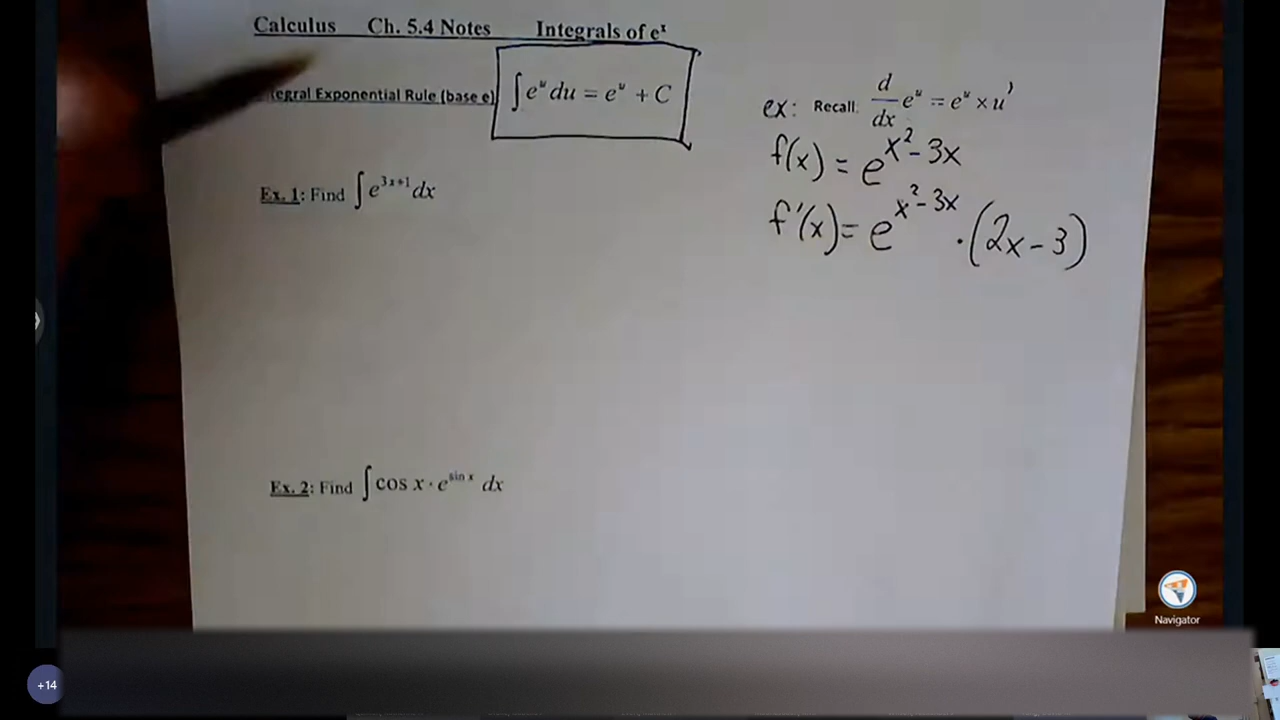 Calculus Ch. 5.4 Notes Integrals of eˣ
Exponential Rule (base e) ∫eᵘ du = eᵘ + C
ex: Recall: d/dx eᵘ = eᵘ × u'
f(x) = e^(x²-3x)
f'(x) = e^(x²-3x) · (2x-3)
Ex. 1: Find ∫e^(3x+1) dx
Ex. 2: Find ∫cos x · e^(sin x) dx
Navigator
+14